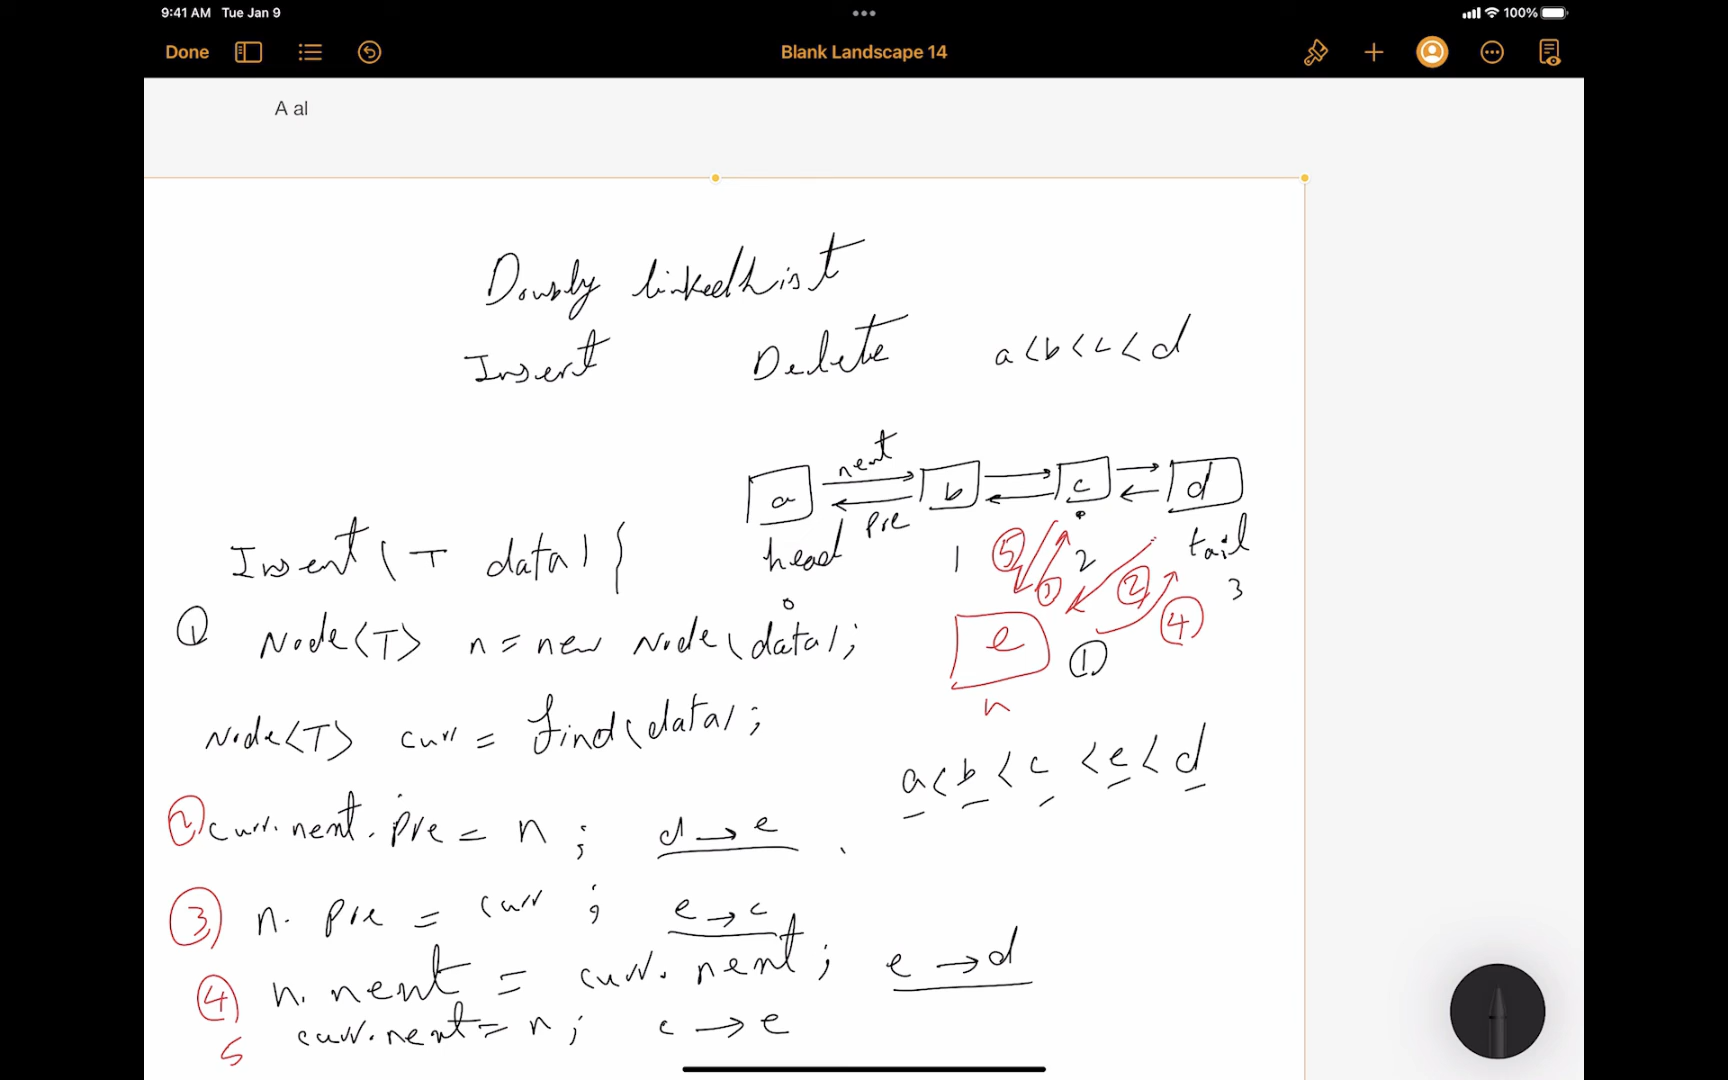 9:41 AM Tue Jan 9
100%
Done
Blank Landscape 14
A al
Doubly LinkedList
Insert Delete a<b<c<d
next
a b c d
pre
head 1 2 tail
0 3
5 1 2 4
e 1
n
Insert(T data){
1 Node<T> n = new Node(data);
Node<T> curr = find(data);
a<b<c<e<d
2 curr.next.pre = n; d→e
3 n.pre = curr; e→c
4 n.next = curr.next; e→d
5 curr.next = n; c→e